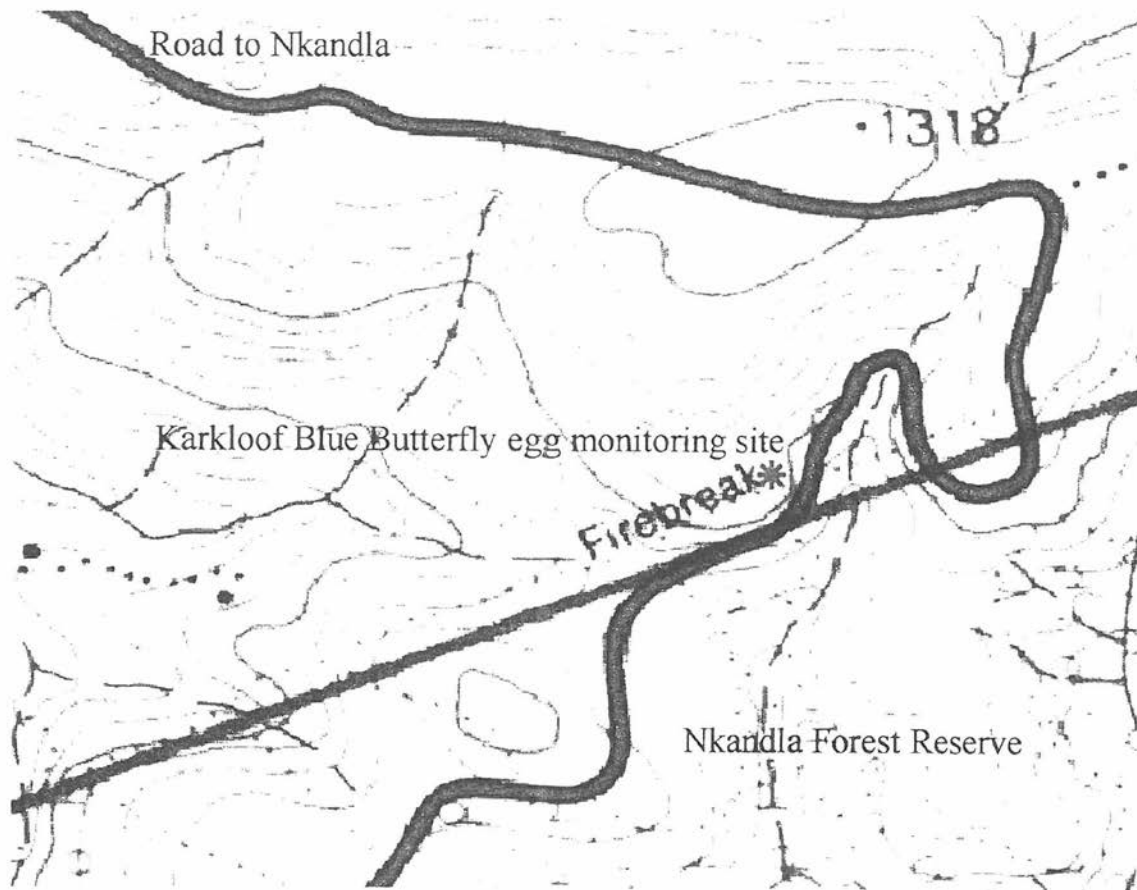 Road to Nkandla
1318
Karkloof Blue Butterfly egg monitoring site
Firebreak*
Nkandla Forest Reserve